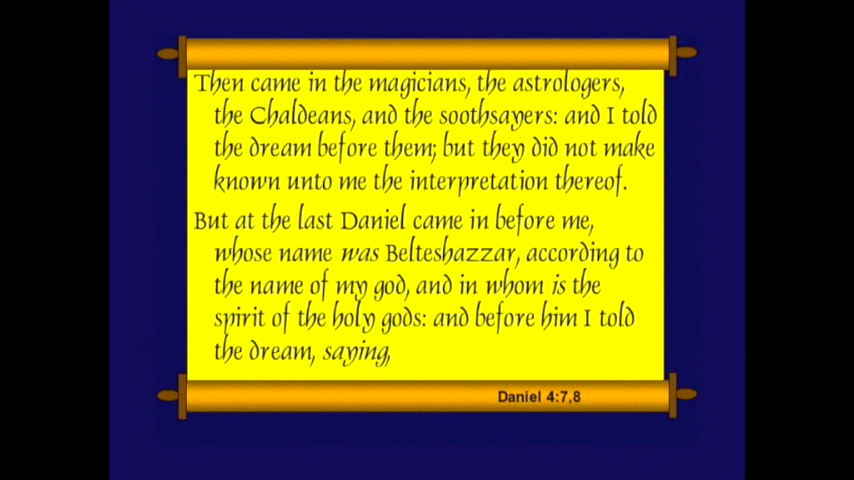 Then came in the magicians, the astrologers,
the Chaldeans, and the soothsayers: and I told
the dream before them; but they did not make
known unto me the interpretation thereof.
But at the last Daniel came in before me,
whose name was Belteshazzar, according to
the name of my god, and in whom is the
spirit of the holy gods: and before him I told
the dream, saying,
Daniel 4:7,8